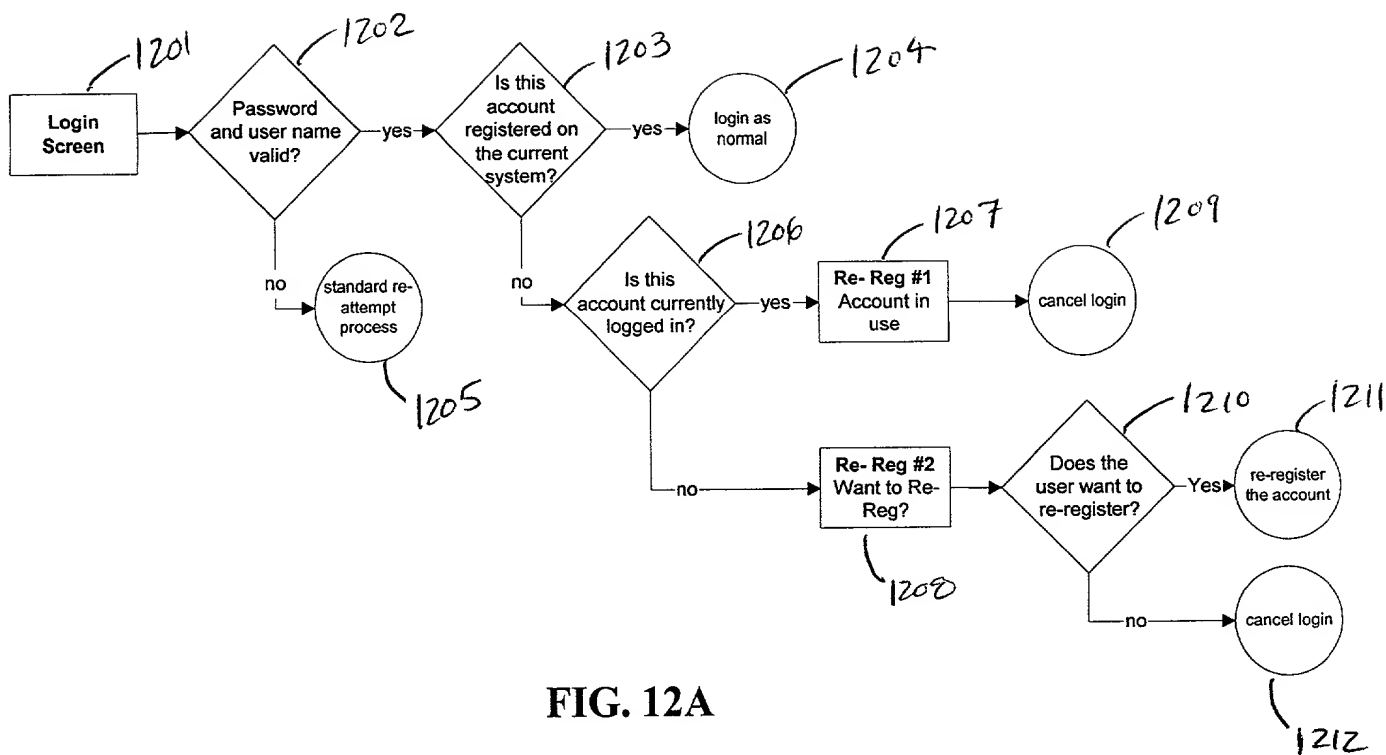 1201
Login
Screen
1202
Password
and user name
valid?
yes
1203
Is this
account
registered on
the current
system?
yes
1204
login as
normal
no
standard re-
attempt
process
1205
no
1206
Is this
account currently
logged in?
yes
1207
Re- Reg #1
Account in
use
1209
cancel login
no
Re- Reg #2
Want to Re-
Reg?
1208
1210
Does the
user want to
re-register?
Yes
1211
re-register
the account
no
cancel login
1212
FIG. 12A